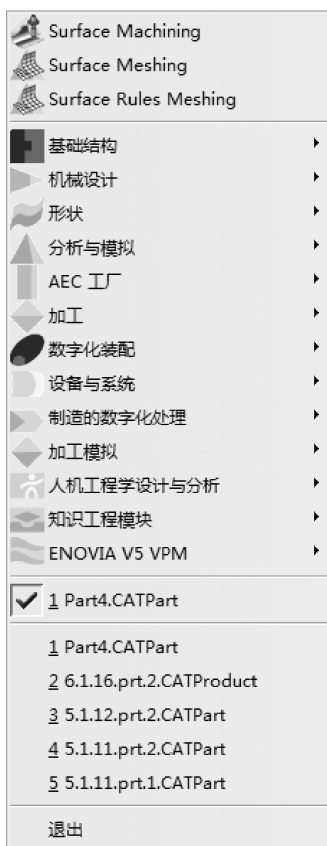 Surface Machining
Surface Meshing
Surface Rules Meshing
基础结构
机械设计
形状
分析与模拟
AEC 工厂
加工
数字化装配
设备与系统
制造的数字化处理
加工模拟
人机工程学设计与分析
知识工程模块
ENOVIA V5 VPM
1 Part4.CATPart
1 Part4.CATPart
2 6.1.16.prt.2.CATProduct
3 5.1.12.prt.2.CATPart
4 5.1.11.prt.2.CATPart
5 5.1.11.prt.1.CATPart
退出